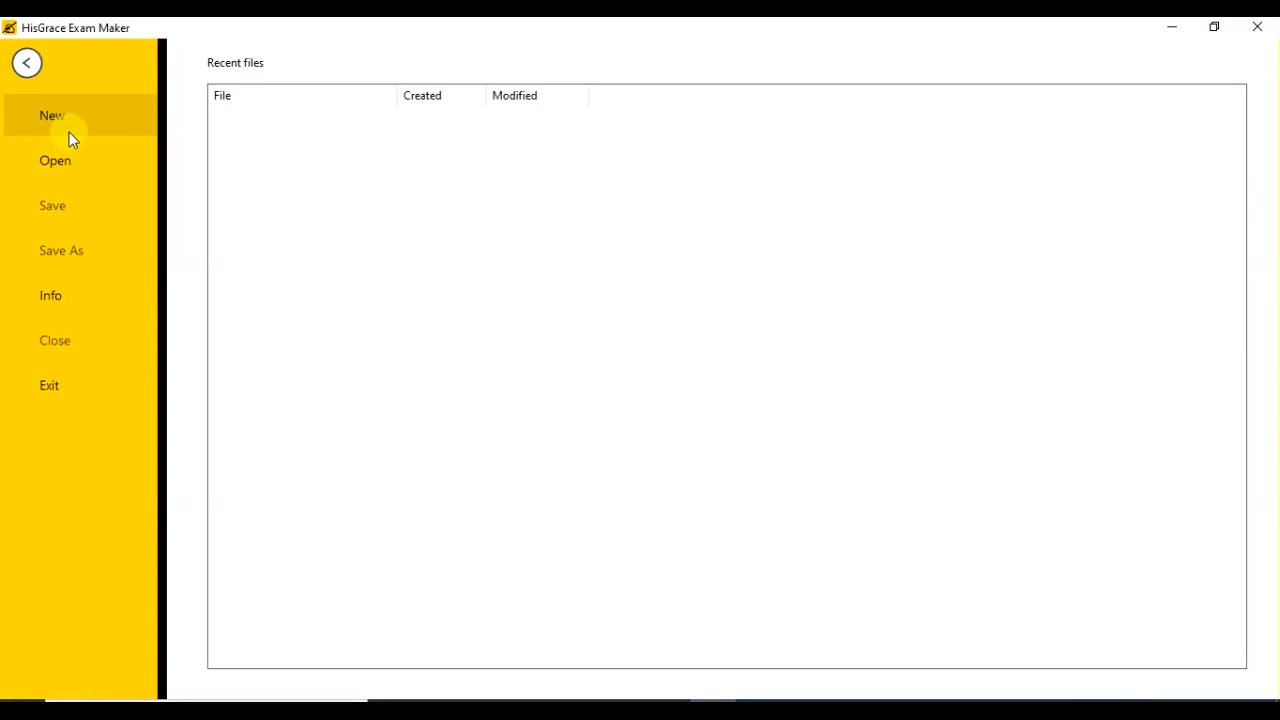 HisGrace Exam Maker
Recent files
File Created Modified
New
Open
Save
Save As
Info
Close
Exit